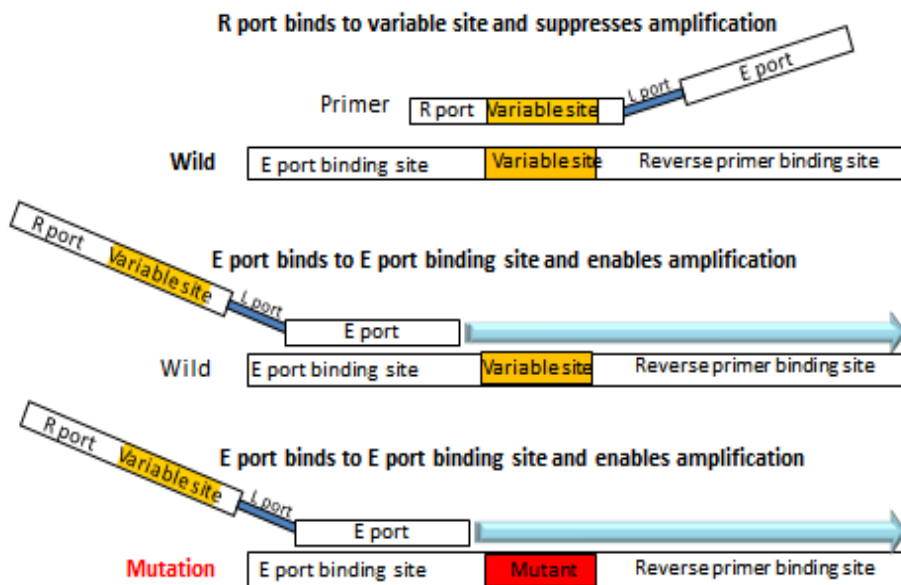 R port binds to variable site and suppresses amplification
E port
L port
Primer
R port Variable site
Wild
E port binding site Variable site Reverse primer binding site
R port Variable site
E port binds to E port binding site and enables amplification
L port
E port
Wild
E port binding site Variable site Reverse primer binding site
R port Variable site
E port binds to E port binding site and enables amplification
L port
E port
Mutation
E port binding site Mutant Reverse primer binding site